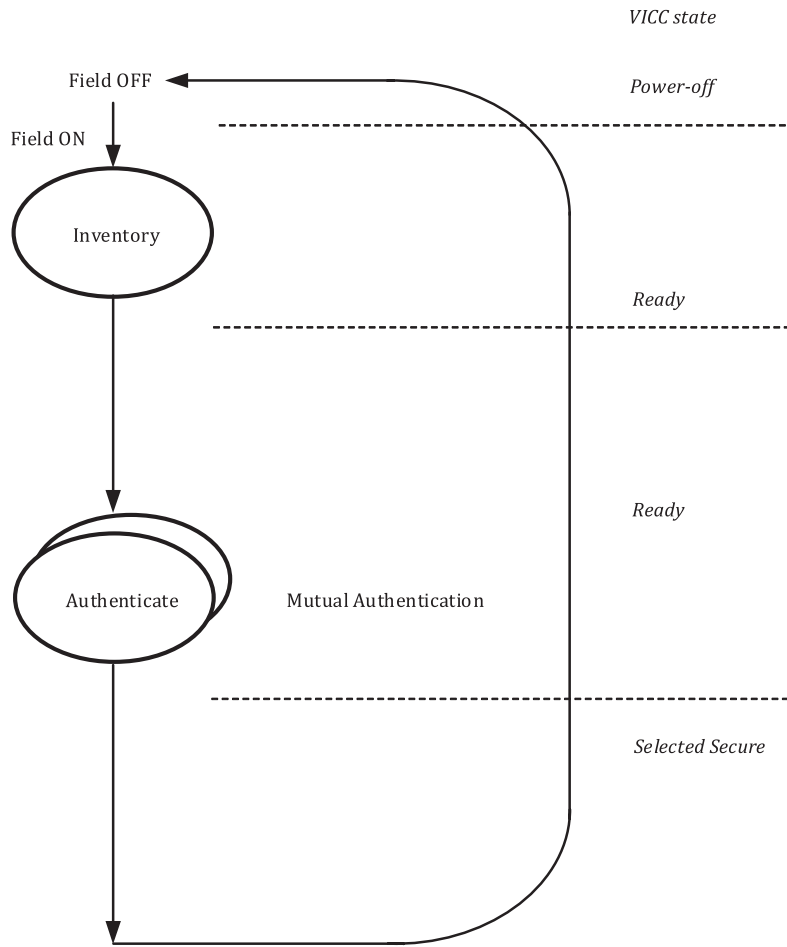 VICC state
Field OFF
Power-off
Field ON
Inventory
Ready
Ready
Authenticate
Mutual Authentication
Selected Secure